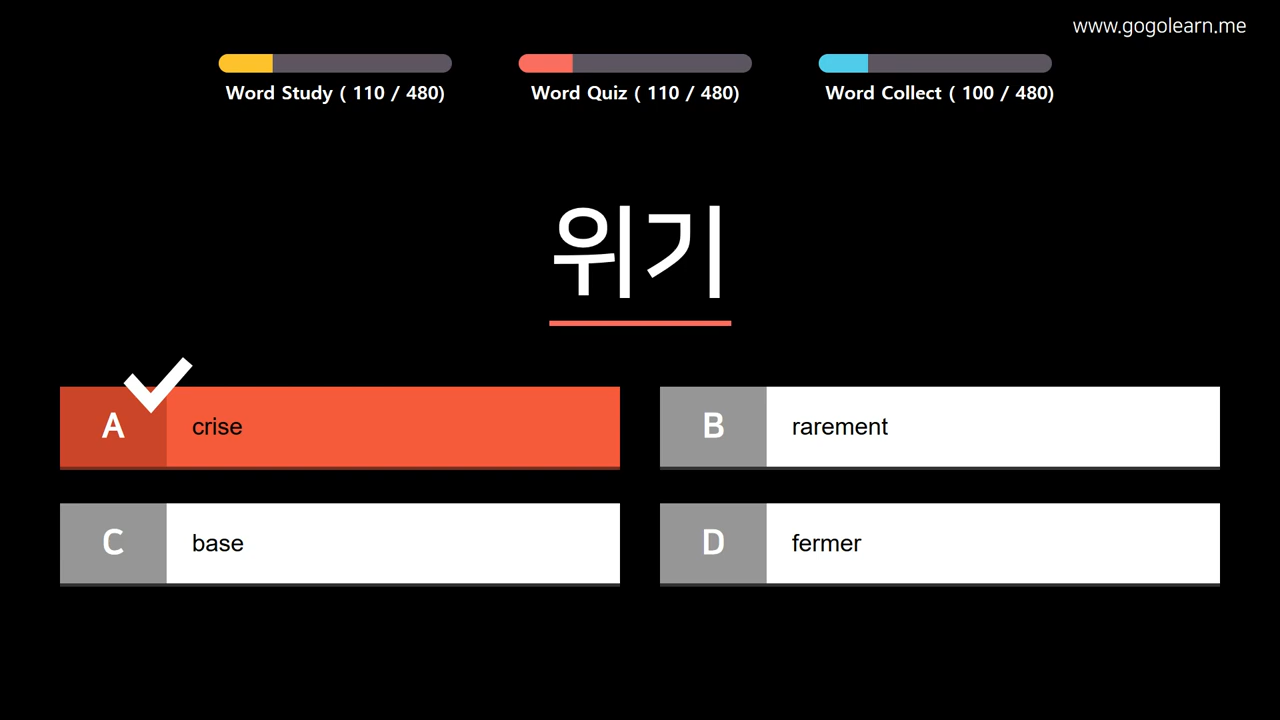 www.gogolearn.me
Word Study ( 110 / 480)
Word Quiz ( 110 / 480)
Word Collect ( 100 / 480)
위기
A crise
B rarement
C base
D fermer